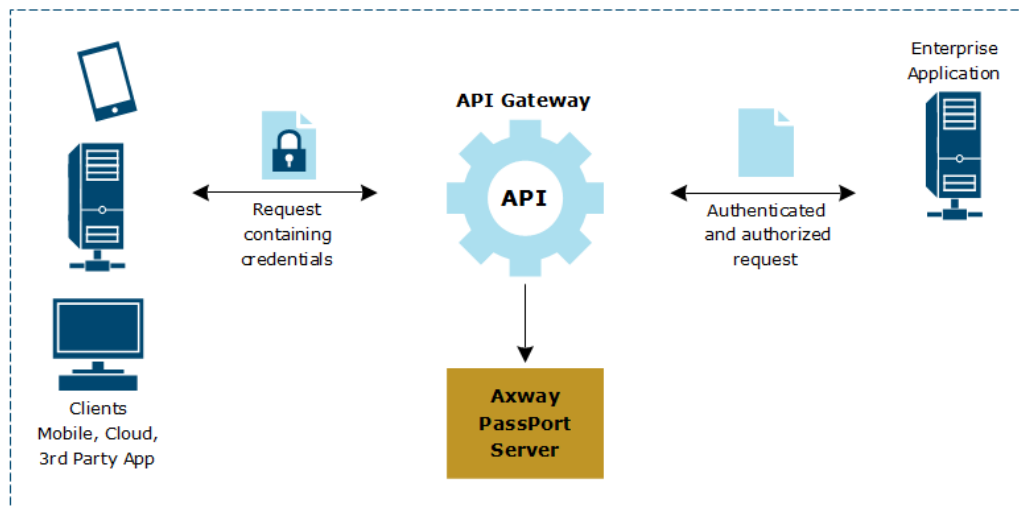 Enterprise
Application
API Gateway
API
Request
containing
credentials
Authenticated
and authorized
request
Axway
PassPort
Server
Clients
Mobile, Cloud,
3rd Party App